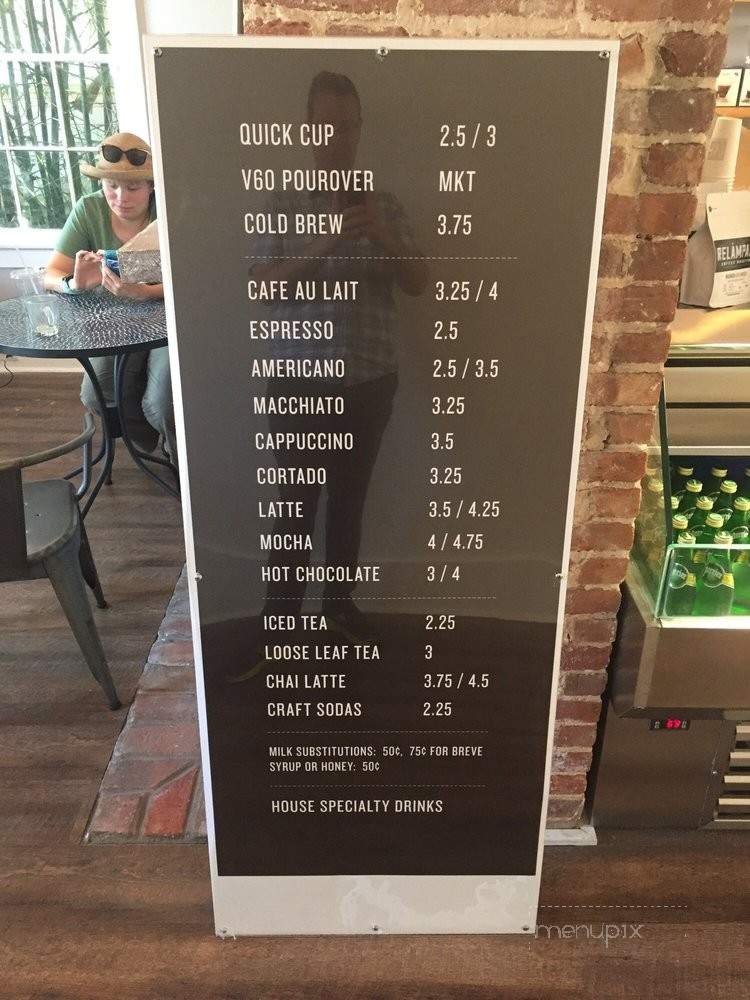 QUICK CUP 2.5 / 3
V60 POUROVER MKT
COLD BREW 3.75
CAFE AU LAIT 3.25 / 4
ESPRESSO 2.5
AMERICANO 2.5 / 3.5
MACCHIATO 3.25
CAPPUCCINO 3.5
CORTADO 3.25
LATTE 3.5 / 4.25
MOCHA 4 / 4.75
HOT CHOCOLATE 3 / 4
ICED TEA 2.25
LOOSE LEAF TEA 3
CHAI LATTE 3.75 / 4.5
CRAFT SODAS 2.25
MILK SUBSTITUTIONS: 50¢, 75¢ FOR BREVE
SYRUP OR HONEY: 50¢
HOUSE SPECIALTY DRINKS
RELAMPA
menupix